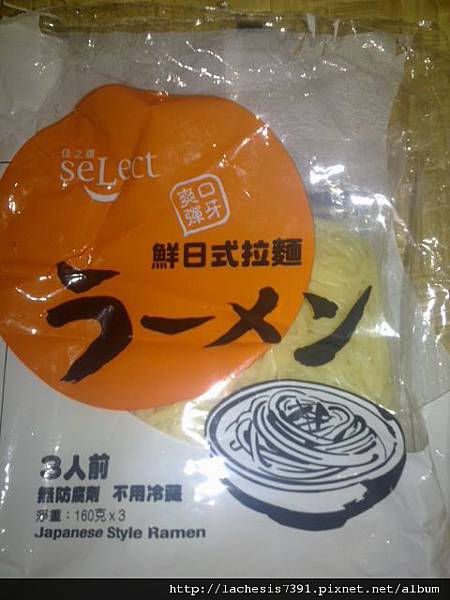 佳之選
seLect
爽口
彈牙
鮮日式拉麵
ラーメン
3人前
無防腐劑 不用冷藏
淨重：160克 x 3
Japanese Style Ramen
http://lachesis7391.pixnet.net/album